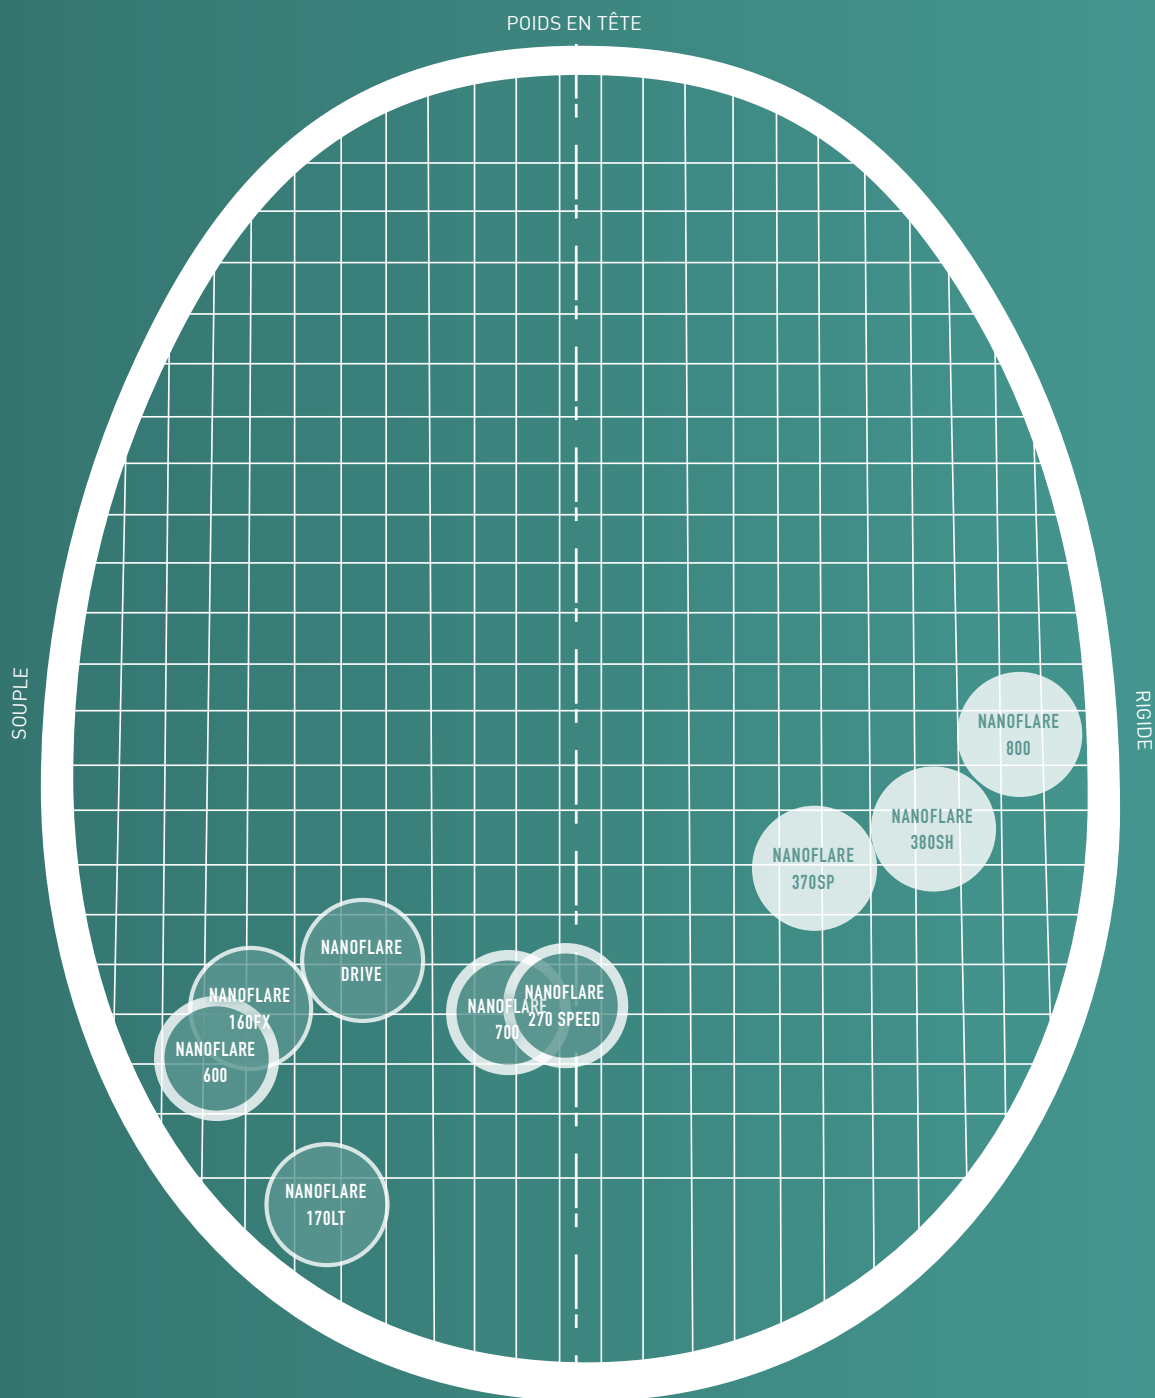 POIDS EN TÊTE
SOUPLE
RIGIDE
NANOFLARE
800
NANOFLARE
380SH
NANOFLARE
370SP
NANOFLARE
DRIVE
NANOFLARE
160FX
NANOFLARE
600
NANOFLARE
700
NANOFLARE
270 SPEED
NANOFLARE
170LT